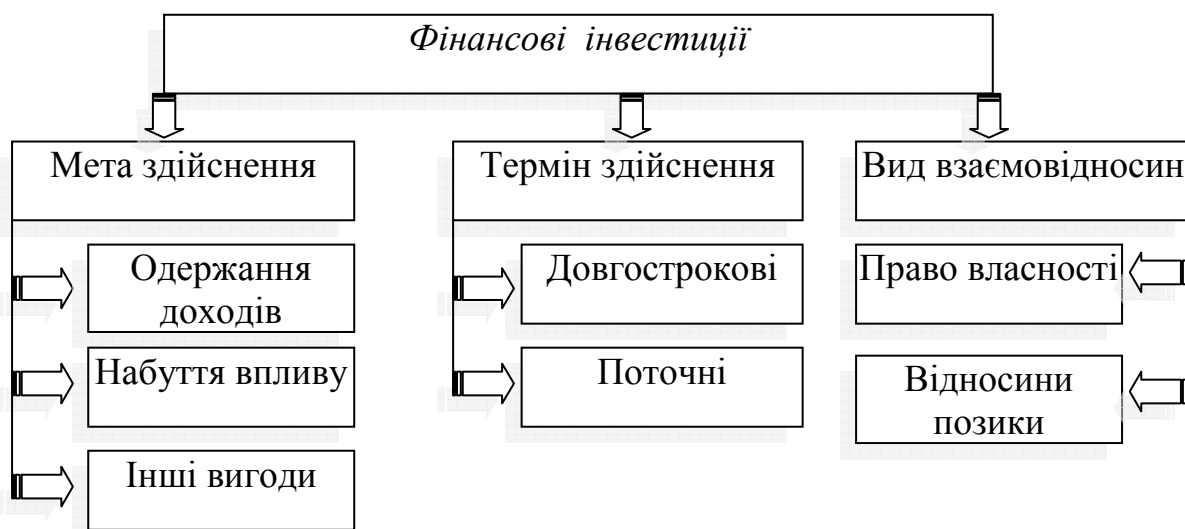 Фінансові інвестиції
Мета здійснення
Термін здійснення
Вид взаємовідносин
Одержання
доходів
Набуття впливу
Інші вигоди
Довгострокові
Поточні
Право власності
Відносини
позики